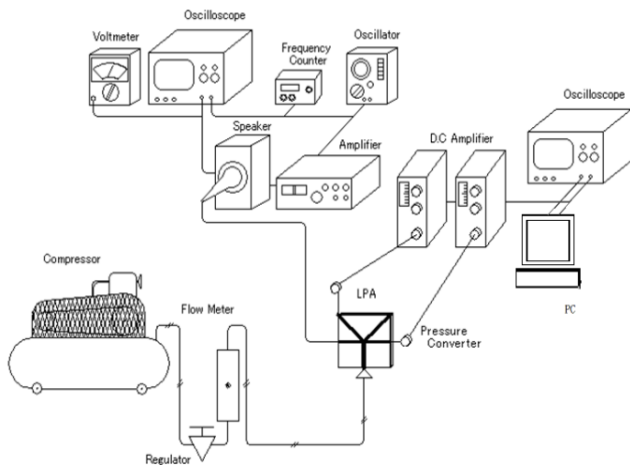 Oscilloscope
Voltmeter
Frequency
Counter
Oscillator
Oscilloscope
Speaker
Amplifier
D.C Amplifier
Compressor
Flow Meter
LPA
PC
Pressure
Converter
Regulator